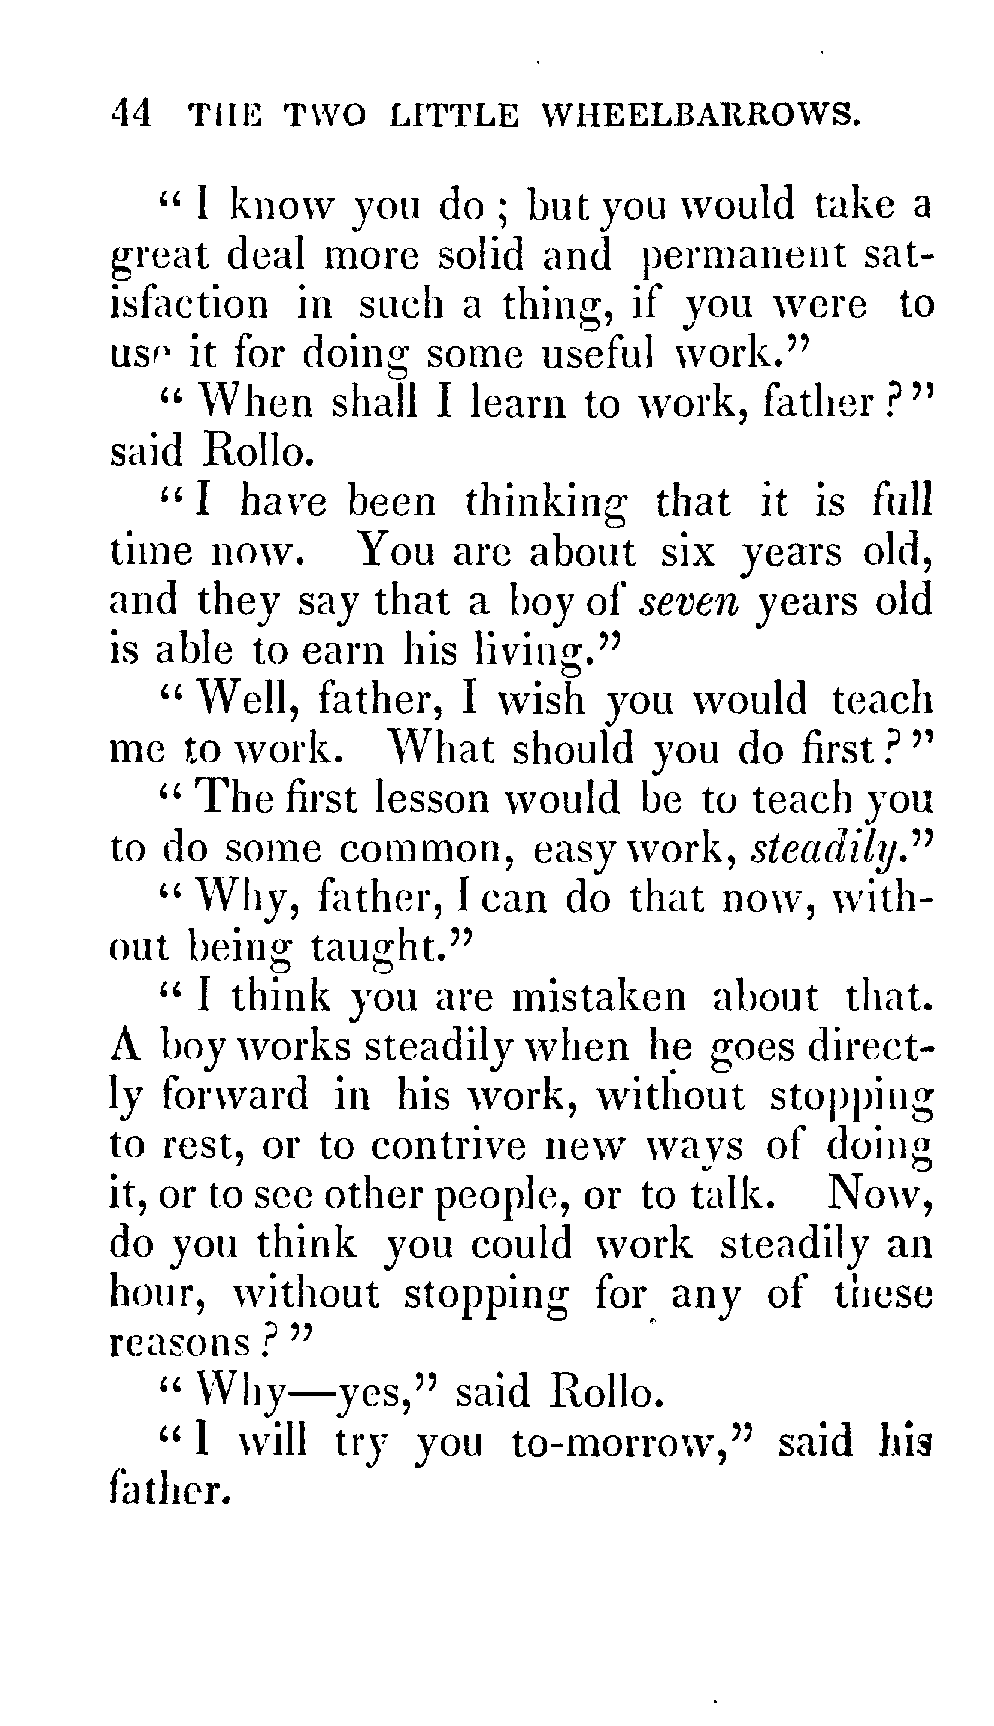 44 THE TWO LITTLE WHEELBARROWS.
“ I know you do ; but you would take a
great deal more solid and permanent sat-
isfaction in such a thing, if you were to
use it for doing some useful work.”
“ When shall I learn to work, father ? ”
said Rollo.
“ I have been thinking that it is full
time now. You are about six years old,
and they say that a boy of seven years old
is able to earn his living.”
“ Well, father, I wish you would teach
me to work. What should you do first ? ”
“ The first lesson would be to teach you
to do some common, easy work, steadily.”
“ Why, father, I can do that now, with-
out being taught.”
“ I think you are mistaken about that.
A boy works steadily when he goes direct-
ly forward in his work, without stopping
to rest, or to contrive new ways of doing
it, or to see other people, or to talk. Now,
do you think you could work steadily an
hour, without stopping for any of these
reasons ? ”
“ Why—yes,” said Rollo.
“ I will try you to-morrow,” said his
father.